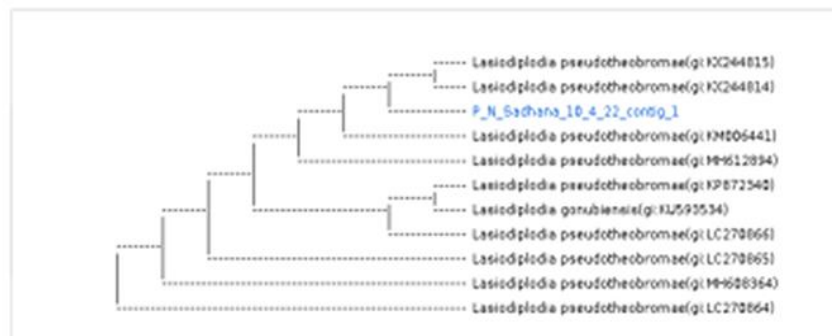 Lasiodiplodia pseudotheobromae(gi:KX244815)
Lasiodiplodia pseudotheobromae(gi:KX244814)
P_N_Sadhana_10_4_22_contig_1
Lasiodiplodia pseudotheobromae(gi:KM006441)
Lasiodiplodia pseudotheobromae(gi:MH612894)
Lasiodiplodia pseudotheobromae(gi:KP872340)
Lasiodiplodia gonubiensis(gi:KU593534)
Lasiodiplodia pseudotheobromae(gi:LC270866)
Lasiodiplodia pseudotheobromae(gi:LC270865)
Lasiodiplodia pseudotheobromae(gi:MH608364)
Lasiodiplodia pseudotheobromae(gi:LC270864)